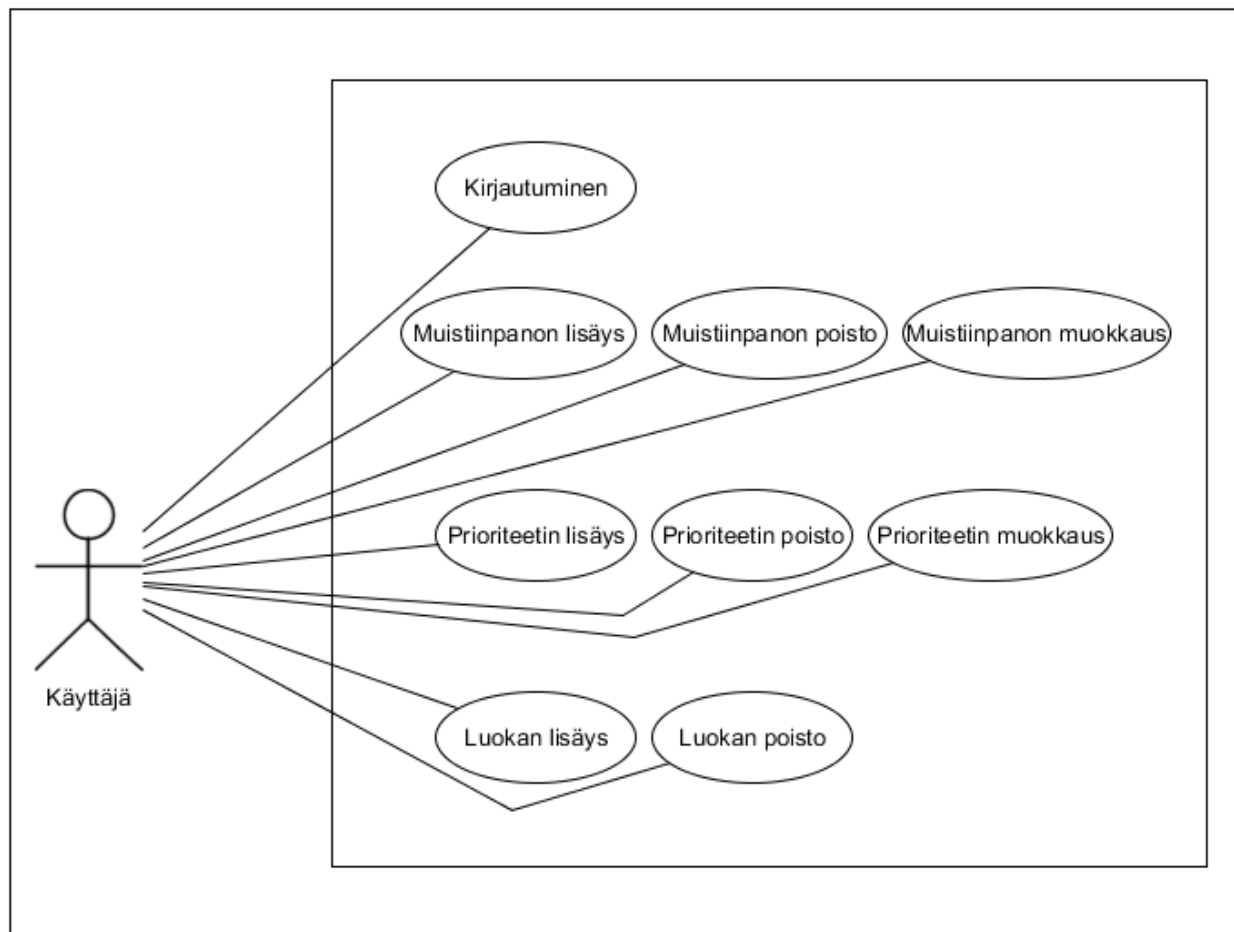 Kirjautuminen
Muistiinpanon lisäys
Muistiinpanon poisto
Muistiinpanon muokkaus
Prioriteetin lisäys
Prioriteetin poisto
Prioriteetin muokkaus
Käyttäjä
Luokan lisäys
Luokan poisto